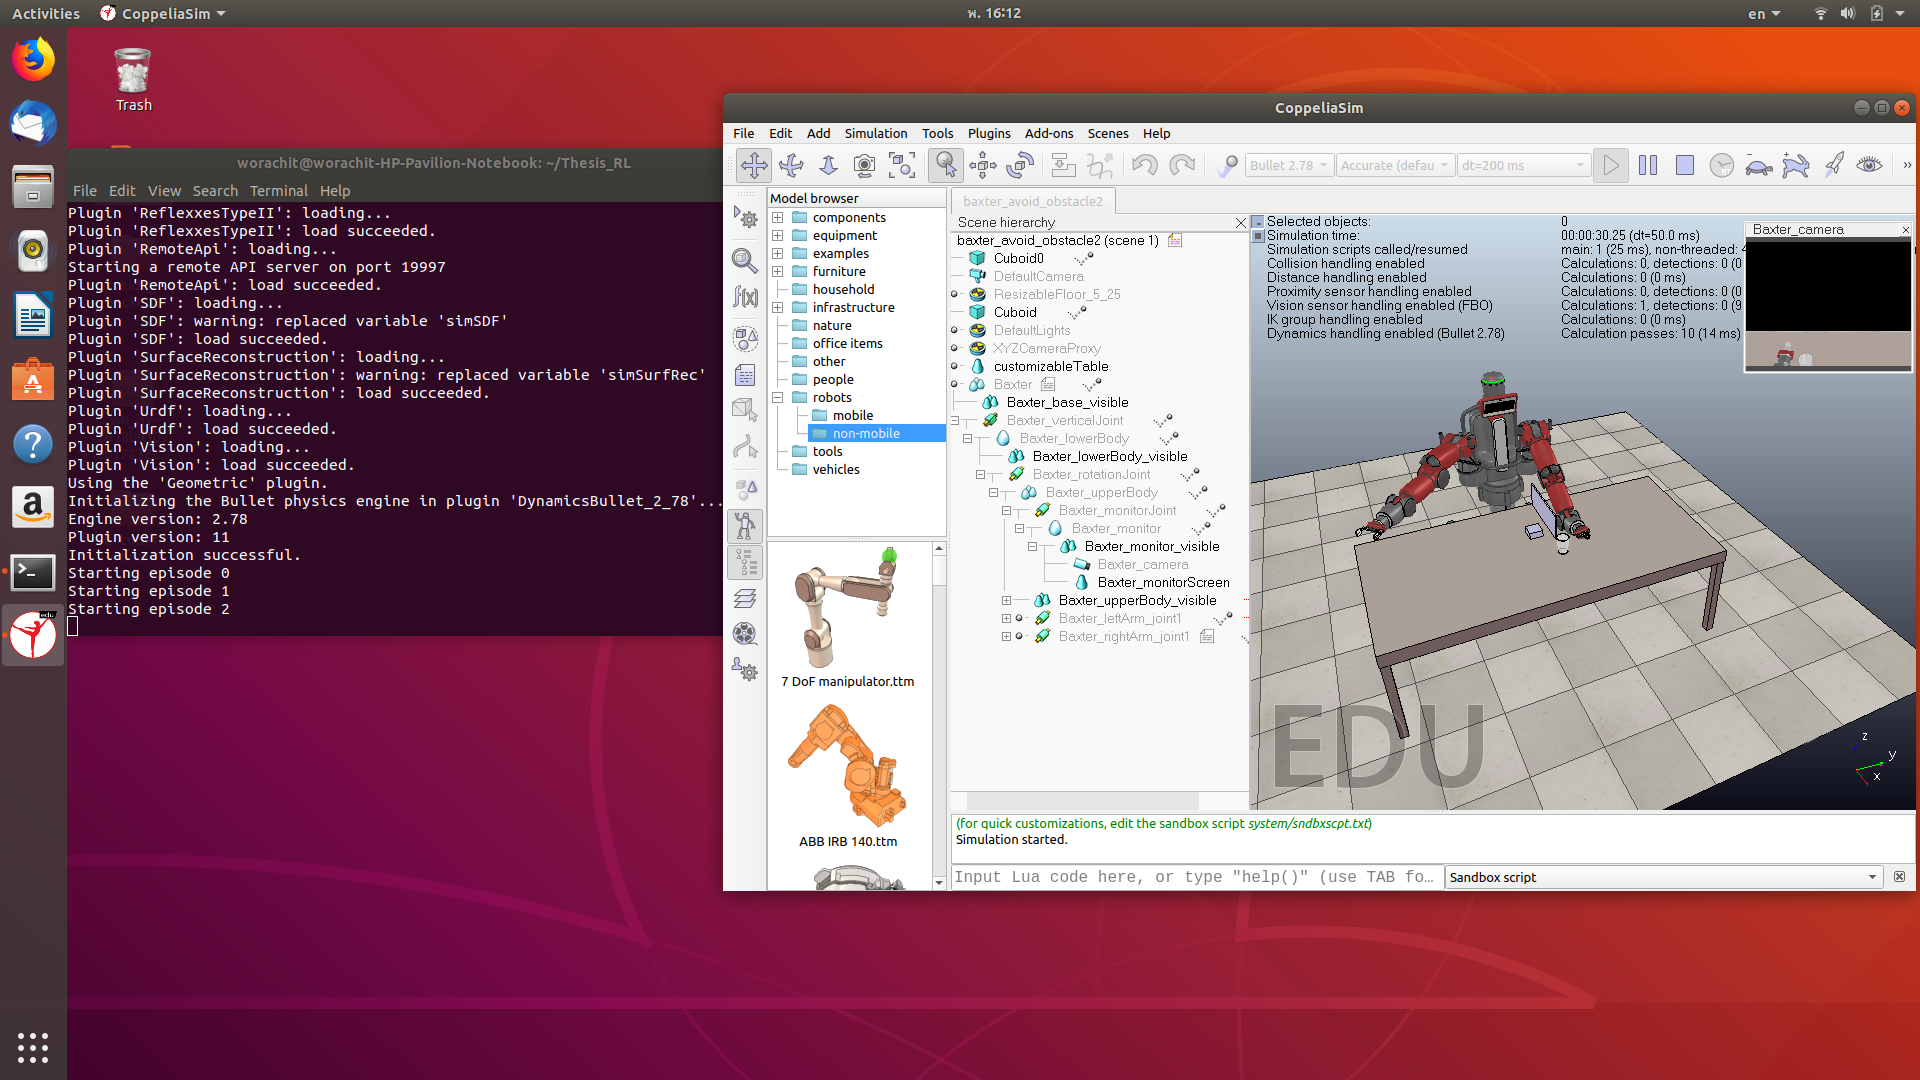 Activities
CoppeliaSim
พ. 16:12
en
Trash
worachit@worachit-HP-Pavilion-Notebook: ~/Thesis_RL
File Edit View Search Terminal Help
Plugin 'ReflexxesTypeII': loading...
Plugin 'ReflexxesTypeII': load succeeded.
Plugin 'RemoteApi': loading...
Starting a remote API server on port 19997
Plugin 'RemoteApi': load succeeded.
Plugin 'SDF': loading...
Plugin 'SDF': warning: replaced variable 'simSDF'
Plugin 'SDF': load succeeded.
Plugin 'SurfaceReconstruction': loading...
Plugin 'SurfaceReconstruction': warning: replaced variable 'simSurfRec'
Plugin 'SurfaceReconstruction': load succeeded.
Plugin 'Urdf': loading...
Plugin 'Urdf': load succeeded.
Plugin 'Vision': loading...
Plugin 'Vision': load succeeded.
Using the 'Geometric' plugin.
Initializing the Bullet physics engine in plugin 'DynamicsBullet_2_78'...
Engine version: 2.78
Plugin version: 11
Initialization successful.
Starting episode 0
Starting episode 1
Starting episode 2
edu
CoppeliaSim
File Edit Add Simulation Tools Plugins Add-ons Scenes Help
Bullet 2.78
Accurate (defau
dt=200 ms
Model browser
components
equipment
examples
furniture
household
infrastructure
nature
office items
other
people
robots
mobile
non-mobile
tools
vehicles
7 DoF manipulator.ttm
ABB IRB 140.ttm
baxter_avoid_obstacle2
Scene hierarchy
baxter_avoid_obstacle2 (scene 1)
Cuboid0
DefaultCamera
ResizableFloor_5_25
Cuboid
DefaultLights
XYZCameraProxy
customizableTable
Baxter
Baxter_base_visible
Baxter_verticalJoint
Baxter_lowerBody
Baxter_lowerBody_visible
Baxter_rotationJoint
Baxter_upperBody
Baxter_monitorJoint
Baxter_monitor
Baxter_monitor_visible
Baxter_camera
Baxter_monitorScreen
Baxter_upperBody_visible
Baxter_leftArm_joint1
Baxter_rightArm_joint1
Selected objects: 0
Simulation time: 00:00:30.25 (dt=50.0 ms)
Simulation scripts called/resumed main: 1 (25 ms), non-threaded: 4
Collision handling enabled Calculations: 0, detections: 0 (0
Distance handling enabled Calculations: 0 (0 ms)
Proximity sensor handling enabled Calculations: 0, detections: 0 (0
Vision sensor handling enabled (FBO) Calculations: 1, detections: 0 (9
IK group handling enabled Calculations: 0 (0 ms)
Dynamics handling enabled (Bullet 2.78) Calculation passes: 10 (14 ms)
Baxter_camera
EDU
z
y
x
(for quick customizations, edit the sandbox script system/sndbxscpt.txt)
Simulation started.
Input Lua code here, or type "help()" (use TAB fo...
Sandbox script